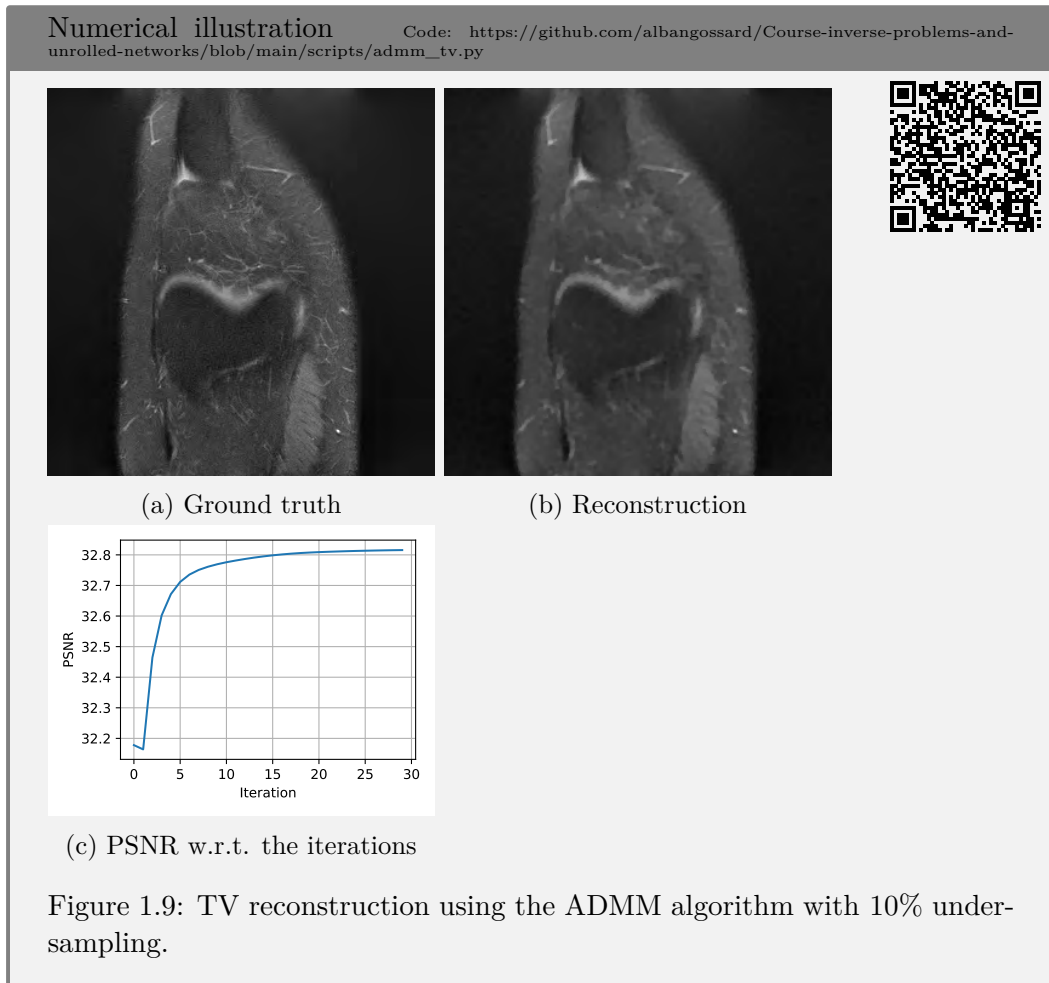 Numerical illustration Code: https://github.com/albangossard/Course-inverse-problems-and-
unrolled-networks/blob/main/scripts/admm_tv.py
(a) Ground truth
(b) Reconstruction
32.8
32.7
32.6
32.5
32.4
32.3
32.2
PSNR
0 5 10 15 20 25 30
Iteration
(c) PSNR w.r.t. the iterations
Figure 1.9: TV reconstruction using the ADMM algorithm with 10% under-
sampling.